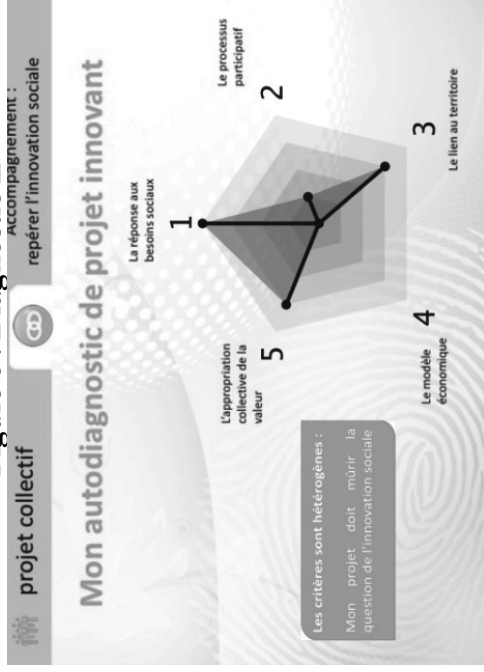 projet collectif
Accompagnement :
repérer l'innovation sociale
Mon autodiagnostic de projet innovant
La réponse aux
besoins sociaux
1
Le processus
participatif
2
3
Le lien au territoire
4
Le modèle
économique
5
L'appropriation
collective de la
valeur
Les critères sont hétérogènes :
Mon projet doit mûrir la
question de l'innovation sociale